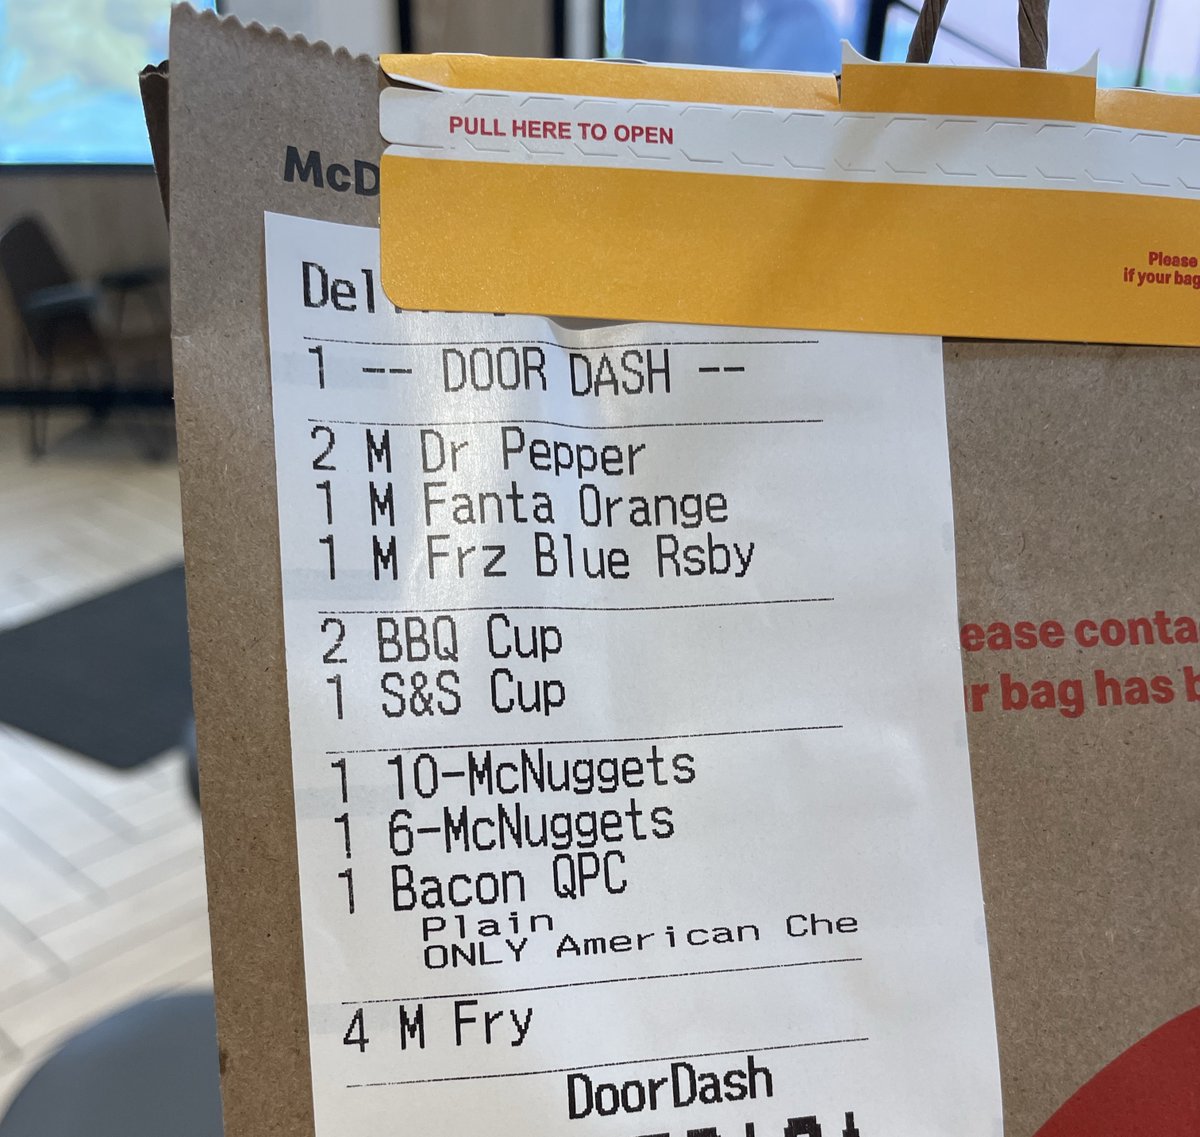 PULL HERE TO OPEN
McD
Please
if your bag
Del
1 -- DOOR DASH --
2 M Dr Pepper
1 M Fanta Orange
1 M Frz Blue Rsby
2 BBQ Cup
1 S&S Cup
ease conta
r bag has b
1 10-McNuggets
1 6-McNuggets
1 Bacon QPC
Plain
ONLY American Che
4 M Fry
DoorDash